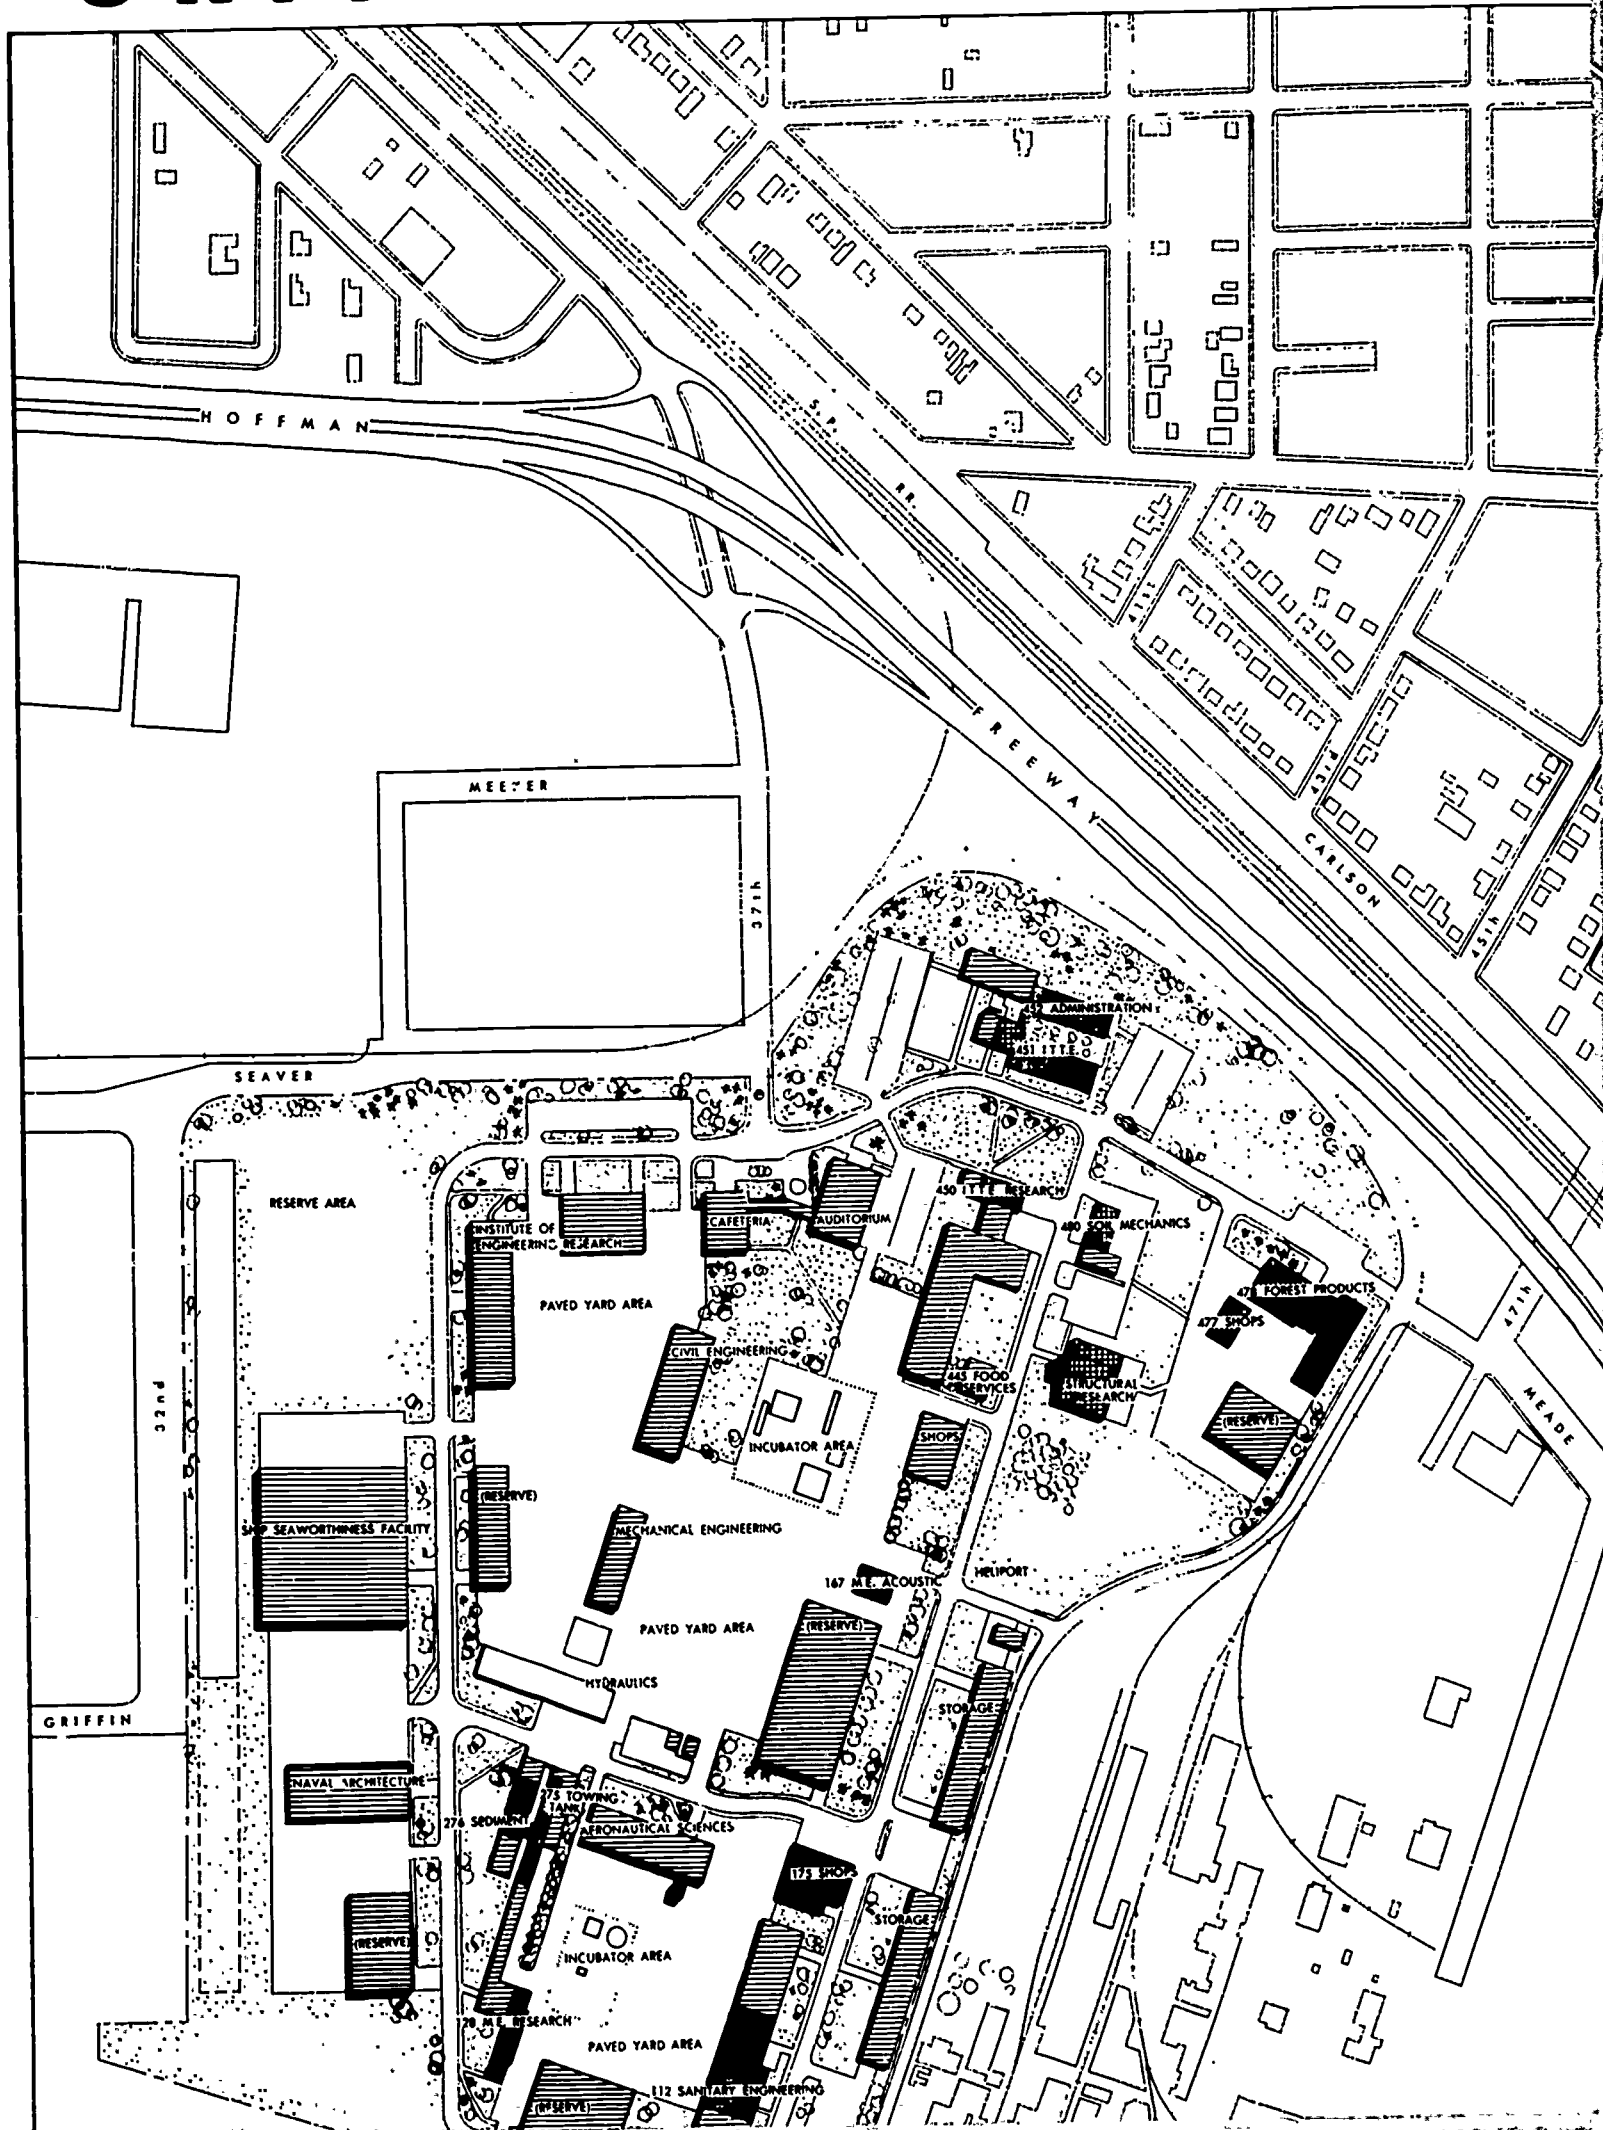 HOFFMAN
S. P.
RR.
FREEWAY
41st
43rd
CARLSON
45th
37th
SEAVER
452 ADMINISTRATION
451 I T T E
RESERVE AREA
450 I T T E RESEARCH
CAFETERIA
AUDITORIUM
480 SOIL MECHANICS
INSTITUTE OF
ENGINEERING RESEARCH
PAVED YARD AREA
FOREST PRODUCTS
477 SHOPS
47th
CIVIL ENGINEERING
445 FOOD
SERVICES
STRUCTURAL
RESEARCH
MEADE
32nd
(RESERVE)
INCUBATOR AREA
SHOPS
(RESERVE)
SHIP SEAWORTHINESS FACILITY
MECHANICAL ENGINEERING
HELIPORT
167 M.E. ACOUSTIC
PAVED YARD AREA
(RESERVE)
HYDRAULICS
STORAGE
GRIFFIN
NAVAL ARCHITECTURE
275 TOWING
TANK
276 SEDIMENT
AERONAUTICAL SCIENCES
175 SHOPS
STORAGE
(RESERVE)
INCUBATOR AREA
M.E. RESEARCH
PAVED YARD AREA
112 SANITARY ENGINEERING
(RESERVE)